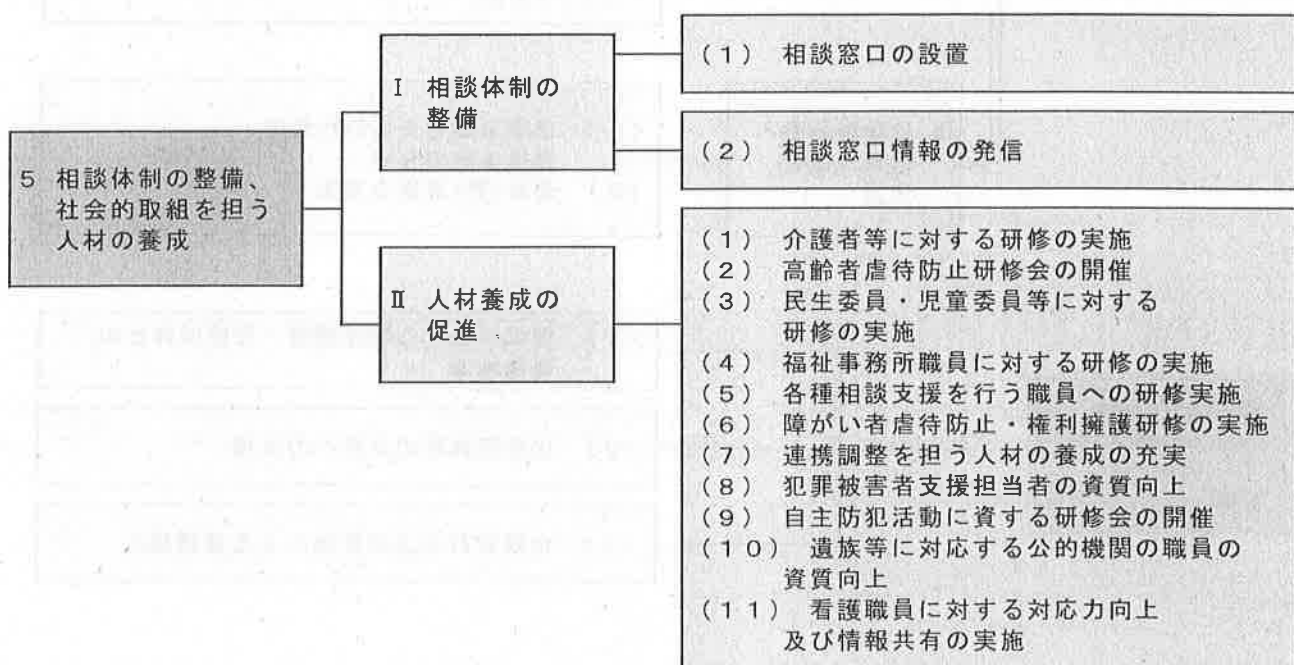 5 相談体制の整備、
社会的取組を担う
人材の養成
Ⅰ 相談体制の
整備
(1) 相談窓口の設置
(2) 相談窓口情報の発信
Ⅱ 人材養成の
促進
(1) 介護者等に対する研修の実施
(2) 高齢者虐待防止研修会の開催
(3) 民生委員・児童委員等に対する
研修の実施
(4) 福祉事務所職員に対する研修の実施
(5) 各種相談支援を行う職員への研修実施
(6) 障がい者虐待防止・権利擁護研修の実施
(7) 連携調整を担う人材の養成の充実
(8) 犯罪被害者支援担当者の資質向上
(9) 自主防犯活動に資する研修会の開催
(10) 遺族等に対応する公的機関の職員の
資質向上
(11) 看護職員に対する対応力向上
及び情報共有の実施